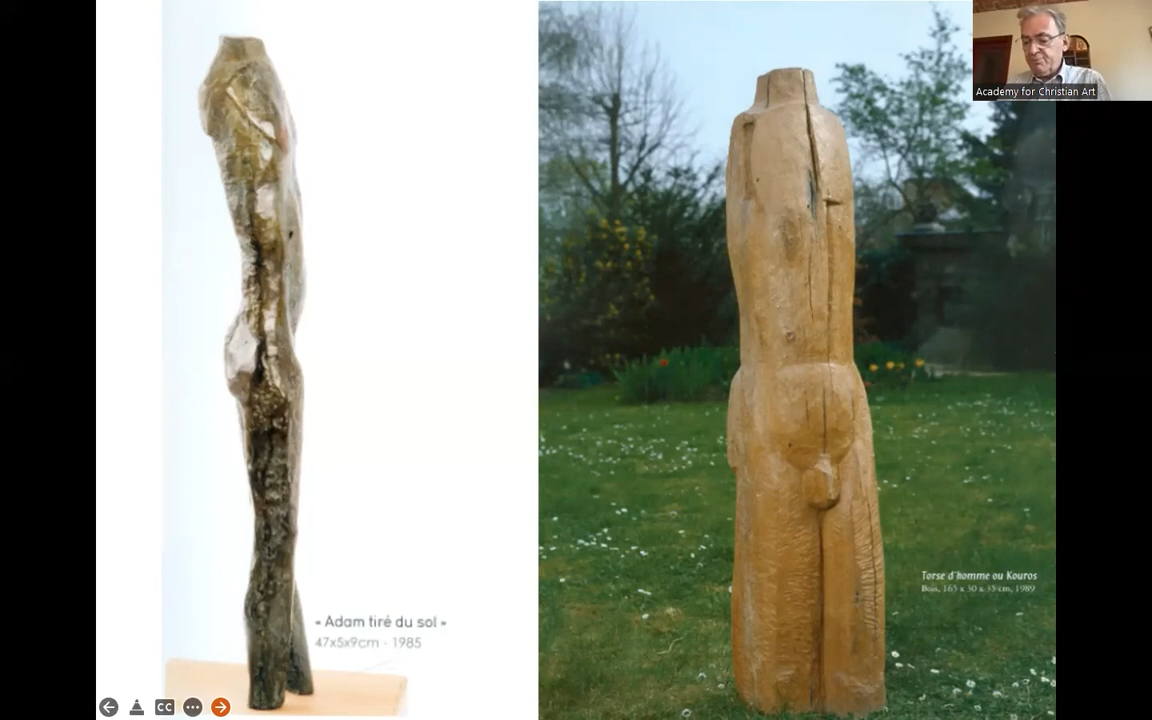 Academy for Christian Art
« Adam tiré du sol »
47x5x9cm - 1985
Torse d'homme ou Kouros
Bois, 165 x 30 x 35 cm, 1989
CC